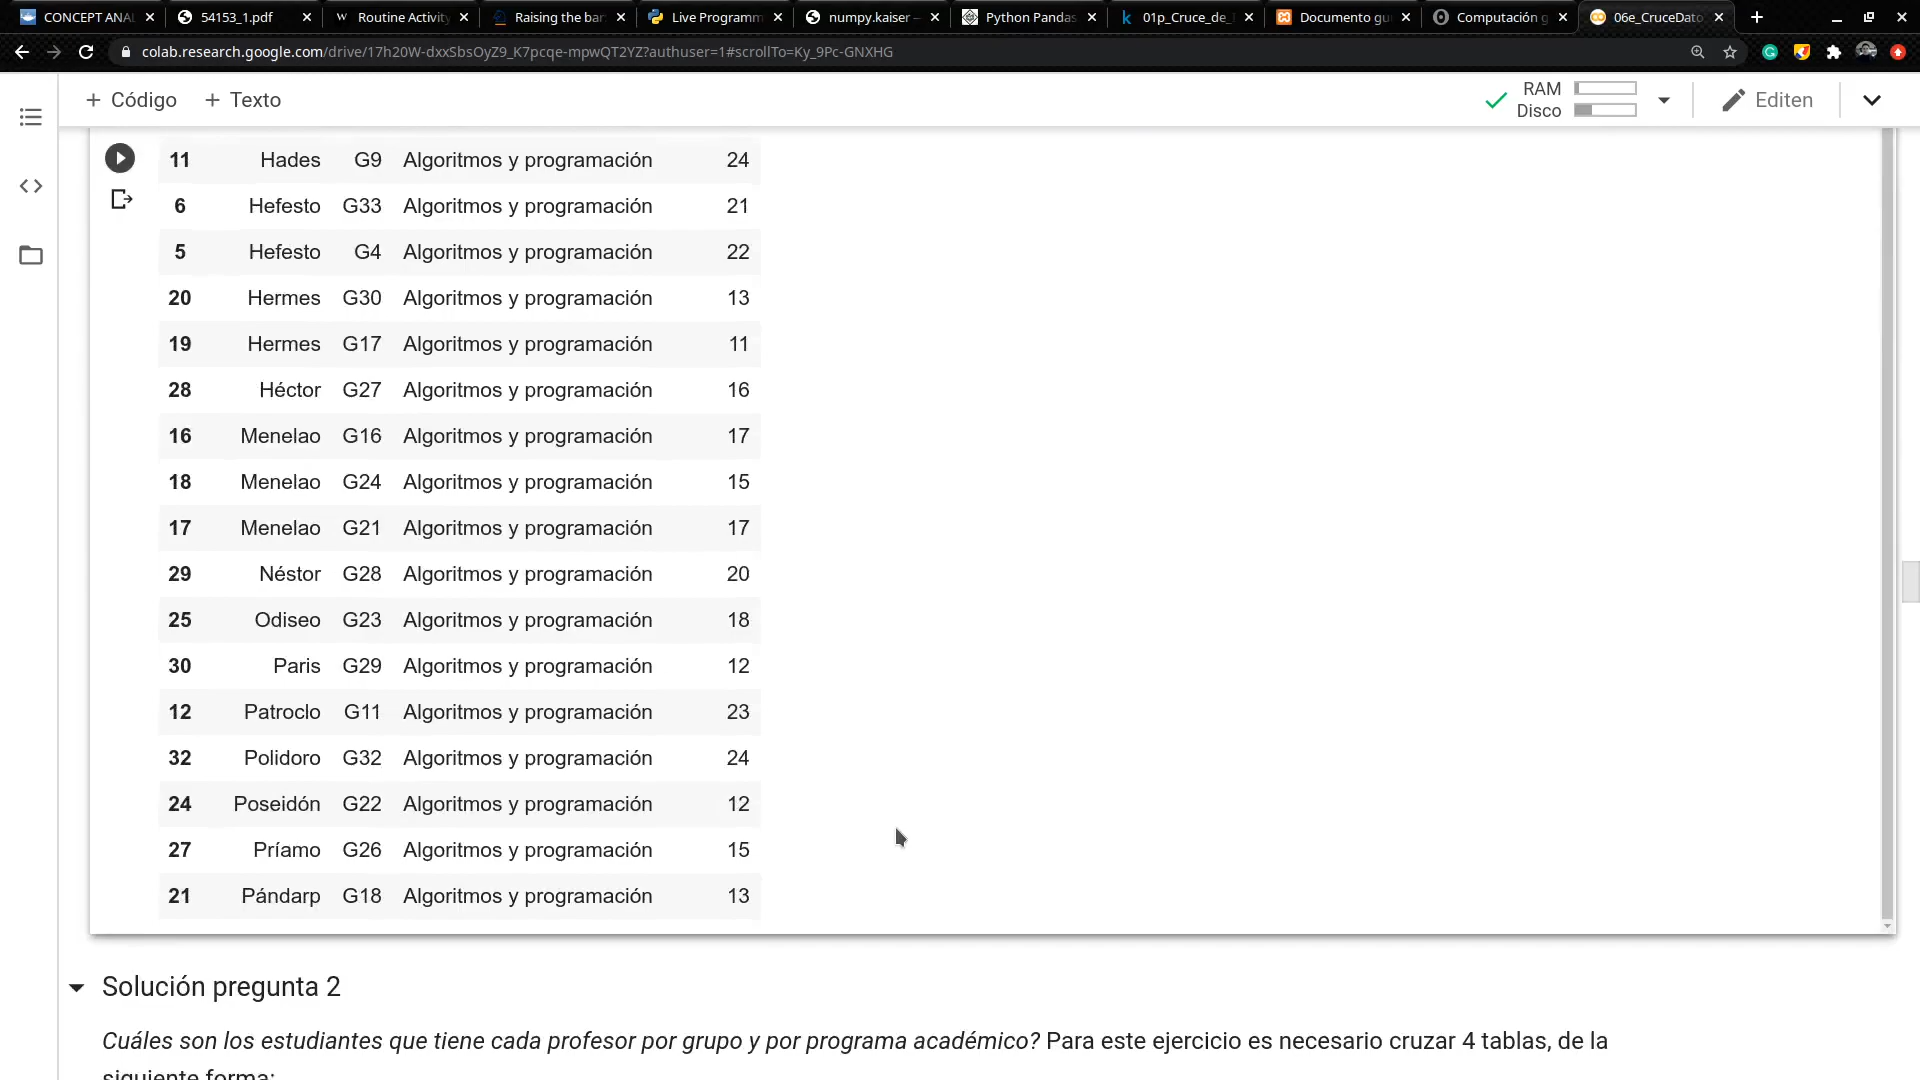 CONCEPT ANAL
54153_1.pdf
Routine Activity
Raising the bar
Live Programm
numpy.kaiser —
Python Pandas
01p_Cruce_de_
Documento gu
Computación g
06e_CruceDato
colab.research.google.com/drive/17h20W-dxxSbsOyZ9_K7pcqe-mpwQT2YZ?authuser=1#scrollTo=Ky_9Pc-GNXHG
+ Código + Texto
RAM
Disco
Editen
11 Hades G9 Algoritmos y programación 24
6 Hefesto G33 Algoritmos y programación 21
5 Hefesto G4 Algoritmos y programación 22
20 Hermes G30 Algoritmos y programación 13
19 Hermes G17 Algoritmos y programación 11
28 Héctor G27 Algoritmos y programación 16
16 Menelao G16 Algoritmos y programación 17
18 Menelao G24 Algoritmos y programación 15
17 Menelao G21 Algoritmos y programación 17
29 Néstor G28 Algoritmos y programación 20
25 Odiseo G23 Algoritmos y programación 18
30 Paris G29 Algoritmos y programación 12
12 Patroclo G11 Algoritmos y programación 23
32 Polidoro G32 Algoritmos y programación 24
24 Poseidón G22 Algoritmos y programación 12
27 Príamo G26 Algoritmos y programación 15
21 Pándarp G18 Algoritmos y programación 13
Solución pregunta 2
Cuáles son los estudiantes que tiene cada profesor por grupo y por programa académico? Para este ejercicio es necesario cruzar 4 tablas, de la
siguiente forma: